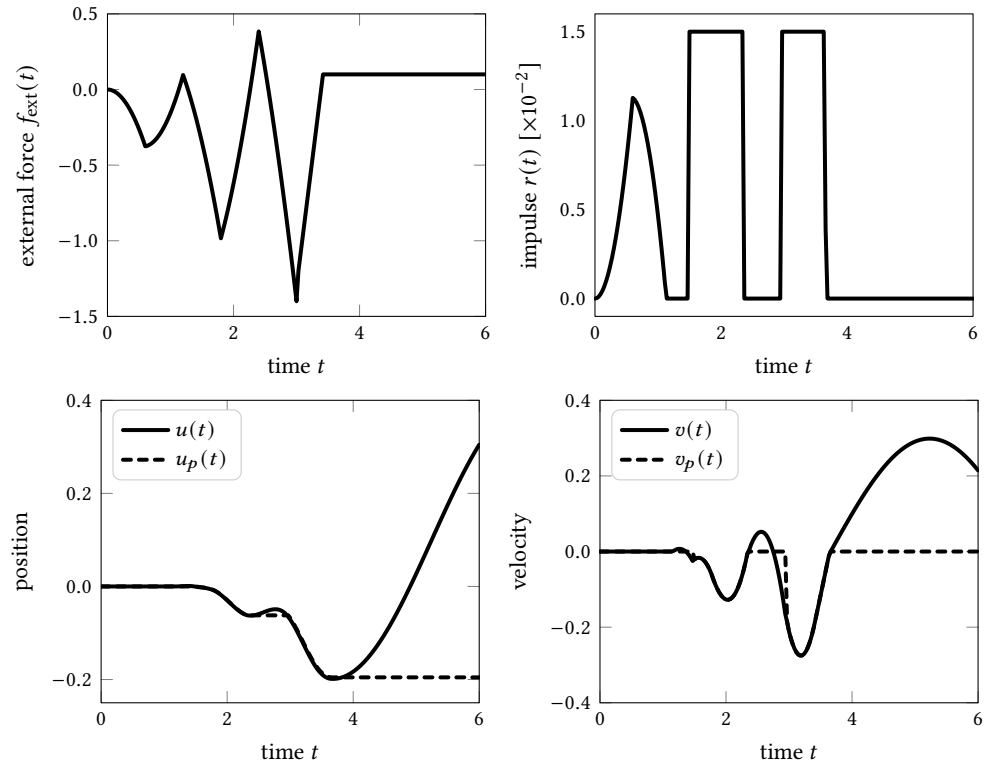 external force f_ext(t)
0.5
0.0
−0.5
−1.0
−1.5
0 2 4 6
time t
impulse r(t) [×10⁻²]
1.5
1.0
0.5
0.0
0 2 4 6
time t
position
0.4
0.2
0.0
−0.2
0 2 4 6
time t
u(t)
u_p(t)
velocity
0.4
0.2
0.0
−0.2
−0.4
0 2 4 6
time t
v(t)
v_p(t)